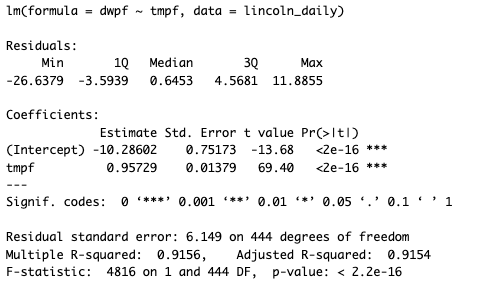 lm(formula = dwpf ~ tmpf, data = lincoln_daily)
Residuals:
Min 1Q Median 3Q Max
-26.6379 -3.5939 0.6453 4.5681 11.8855
Coefficients:
Estimate Std. Error t value Pr(>|t|)
(Intercept) -10.28602 0.75173 -13.68 <2e-16 ***
tmpf 0.95729 0.01379 69.40 <2e-16 ***
---
Signif. codes: 0 ‘***’ 0.001 ‘**’ 0.01 ‘*’ 0.05 ‘.’ 0.1 ‘ ’ 1
Residual standard error: 6.149 on 444 degrees of freedom
Multiple R-squared: 0.9156, Adjusted R-squared: 0.9154
F-statistic: 4816 on 1 and 444 DF, p-value: < 2.2e-16